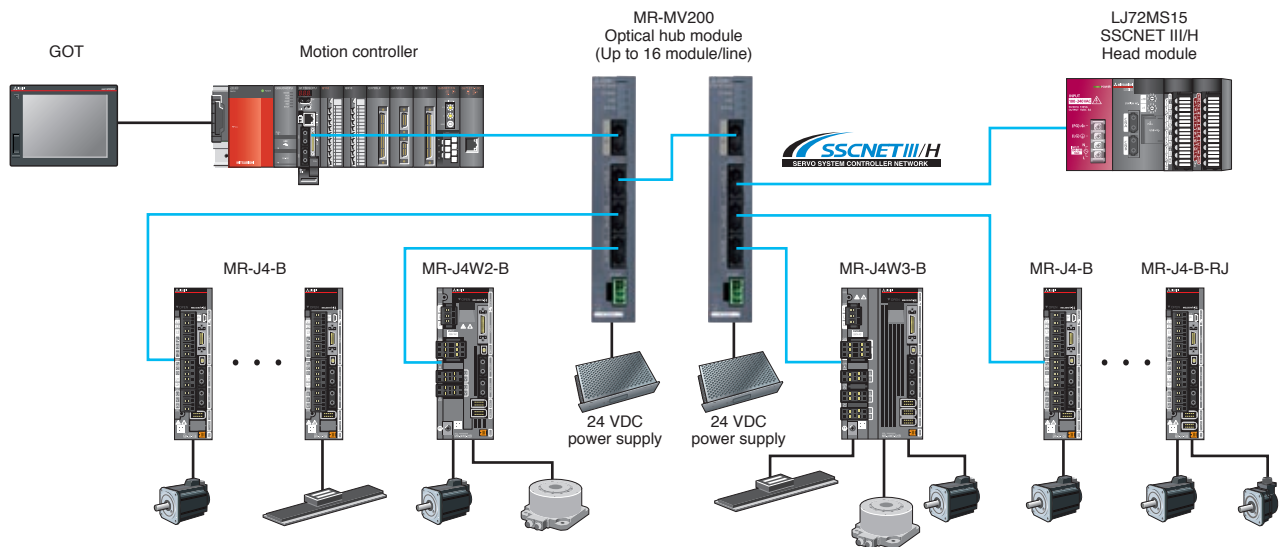 MR-MV200
Optical hub module
(Up to 16 module/line)
LJ72MS15
SSCNET III/H
Head module
GOT
Motion controller
SSCNET III/H
SERVO SYSTEM CONTROLLER NETWORK
MR-J4-B
MR-J4W2-B
MR-J4W3-B
MR-J4-B
MR-J4-B-RJ
24 VDC
power supply
24 VDC
power supply